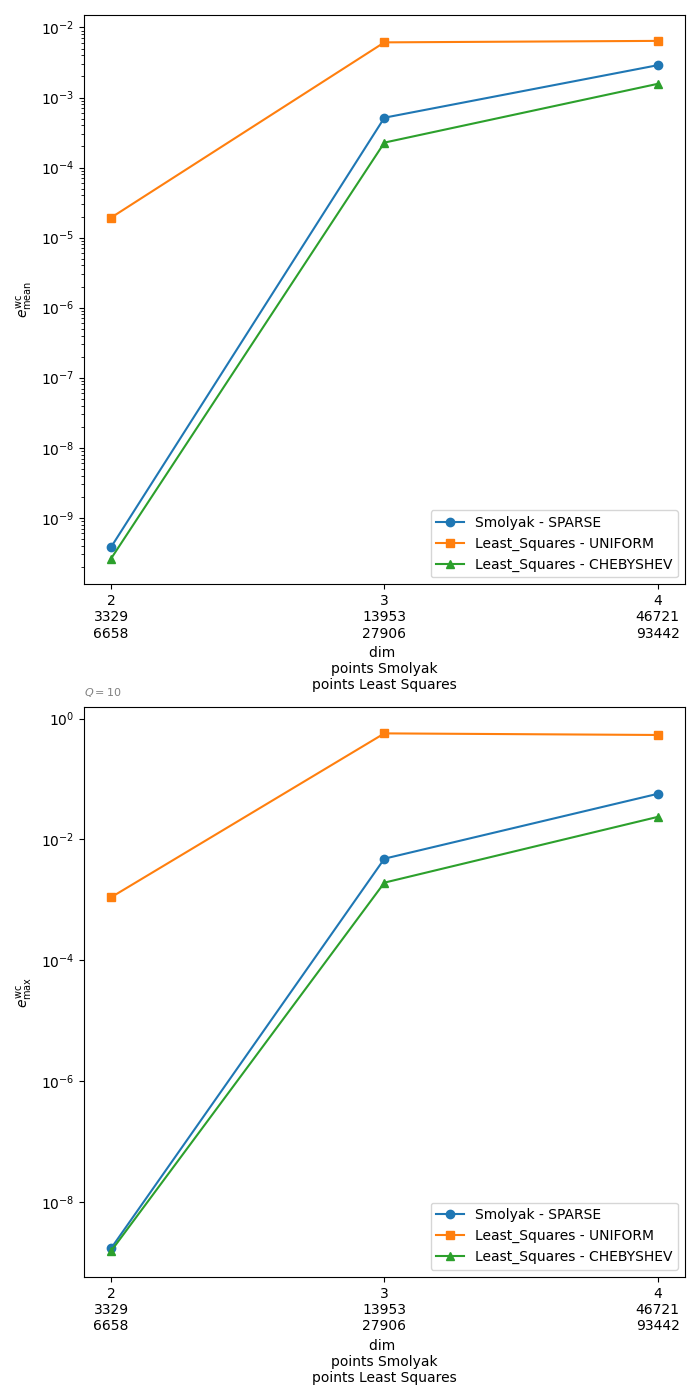 10⁻²
10⁻³
10⁻⁴
10⁻⁵
10⁻⁶
10⁻⁷
10⁻⁸
10⁻⁹
e^wc_mean
Smolyak - SPARSE
Least_Squares - UNIFORM
Least_Squares - CHEBYSHEV
2 3 4
3329 13953 46721
6658 27906 93442
dim
points Smolyak
points Least Squares
Q = 10
10⁰
10⁻²
10⁻⁴
10⁻⁶
10⁻⁸
e^wc_max
Smolyak - SPARSE
Least_Squares - UNIFORM
Least_Squares - CHEBYSHEV
2 3 4
3329 13953 46721
6658 27906 93442
dim
points Smolyak
points Least Squares